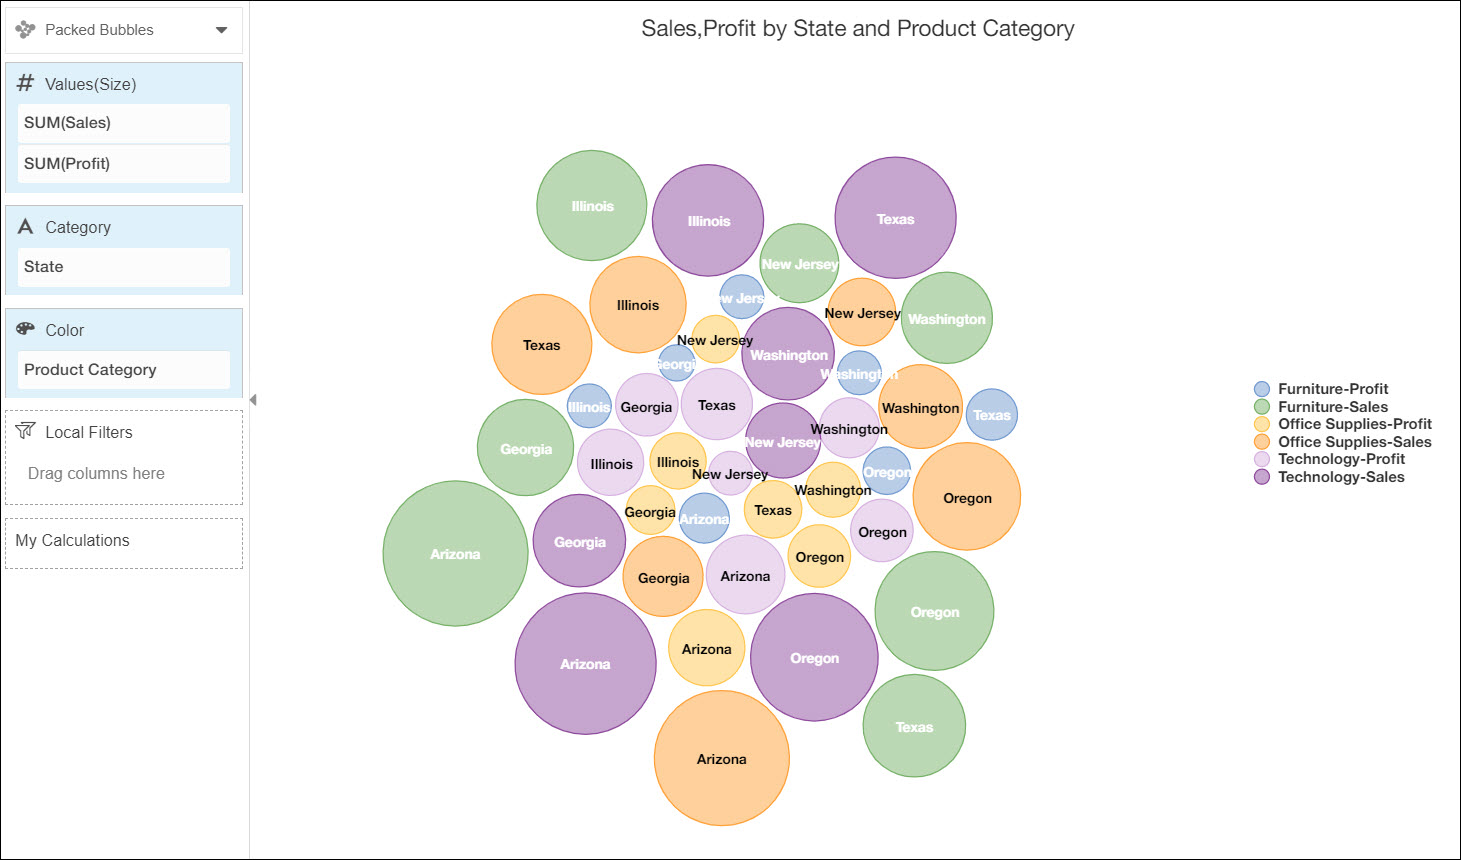 Packed Bubbles
Values(Size)
SUM(Sales)
SUM(Profit)
Category
State
Color
Product Category
Local Filters
Drag columns here
My Calculations
Sales,Profit by State and Product Category
Illinois
Illinois
Texas
New Jersey
ew Jers
Illinois
New Jersey
Washington
New Jersey
Texas
Washington
Georgi
Washington
Illinois
Georgia
Texas
Washington
Texas
Washington
New Jersey
Georgia
Illinois
Illinois
New Jersey
Oregon
Washington
Oregon
Georgia
Arizona
Texas
Oregon
Georgia
Arizona
Oregon
Georgia
Arizona
Oregon
Arizona
Arizona
Oregon
Texas
Arizona
Furniture-Profit
Furniture-Sales
Office Supplies-Profit
Office Supplies-Sales
Technology-Profit
Technology-Sales